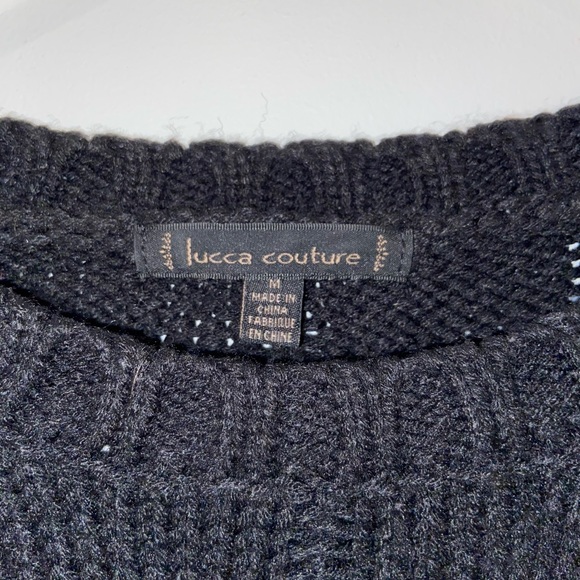 lucca couture
M
MADE IN
CHINA
FABRIQUE
EN CHINE